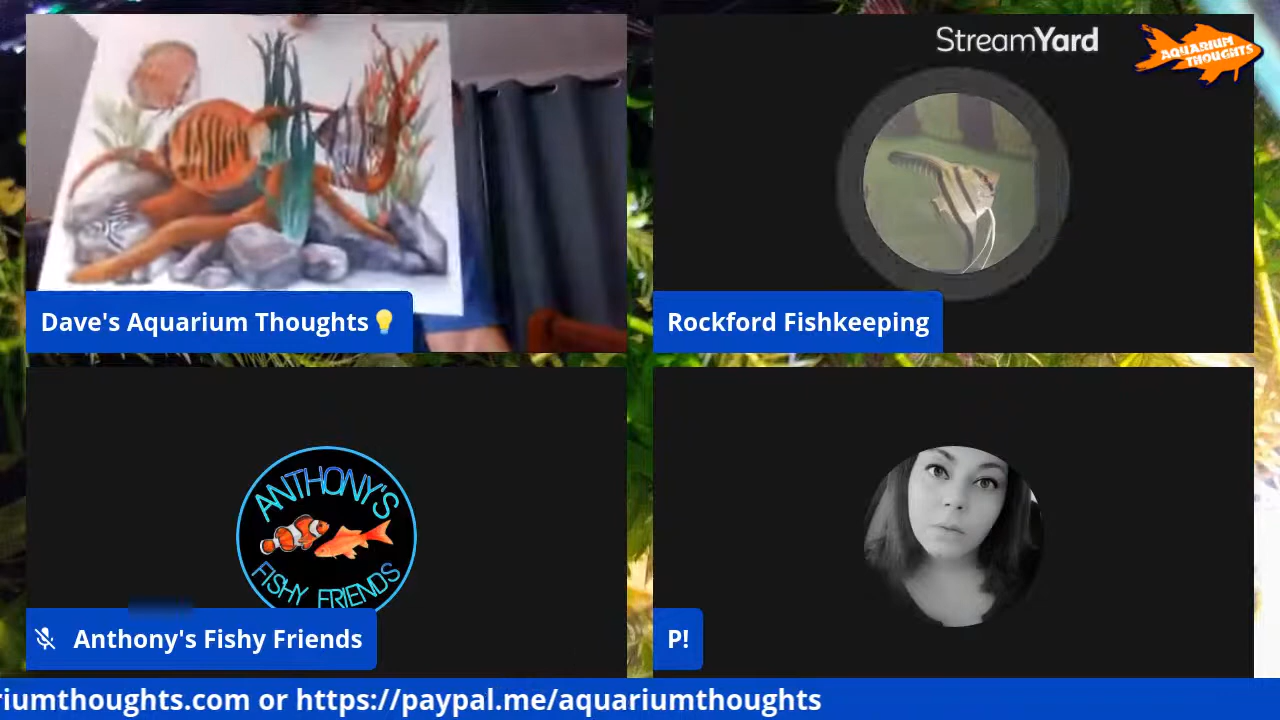 StreamYard
AQUARIUM
THOUGHTS
Dave's Aquarium Thoughts
Rockford Fishkeeping
ANTHONY'S
FISHY FRIENDS
Anthony's Fishy Friends
P!
riumthoughts.com or https://paypal.me/aquariumthoughts